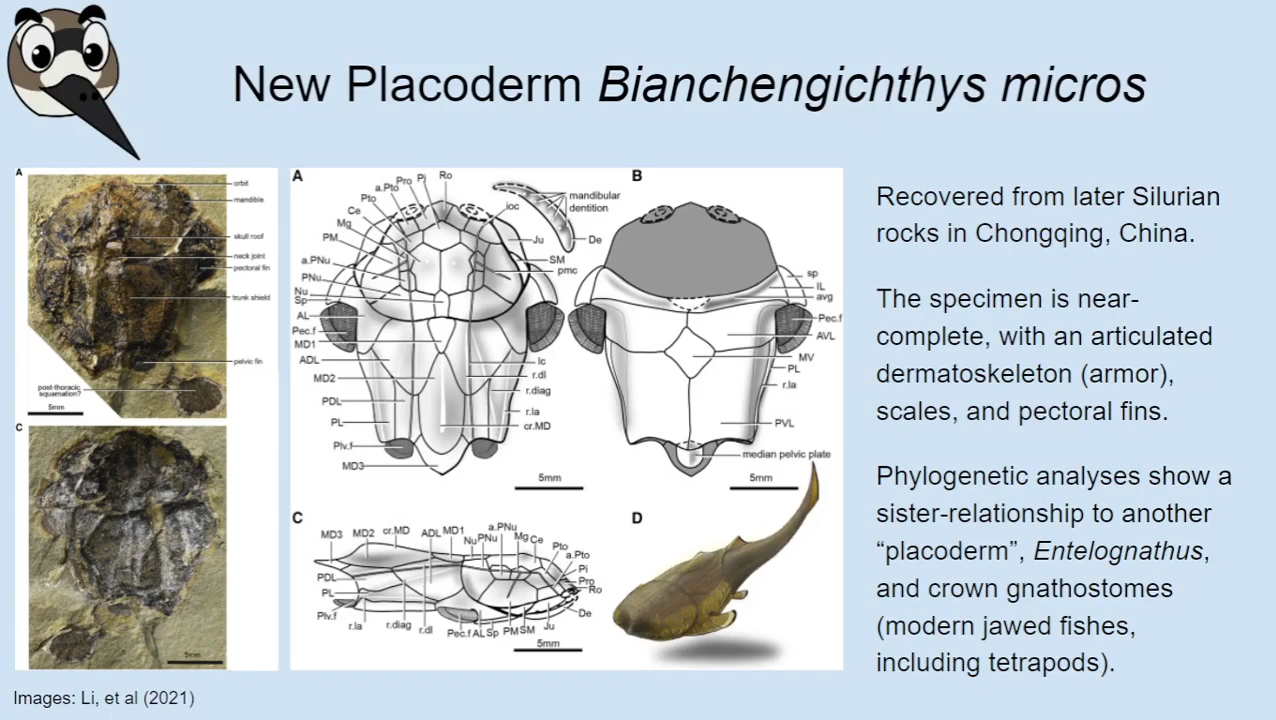 New Placoderm Bianchengichthys micros
A
orbit
mandible
skull roof
neck joint
pectoral fin
trunk shield
pelvic fin
post-thoracic
squamation?
5mm
C
5mm
A
Ro
Pi
Pro
a.Pto
Pto
Ce
Mg
PM
a.PNu
PNu
Nu
Sp
AL
Pec.f
MD1
ADL
MD2
PDL
PL
Plv.f
MD3
ioc
mandibular
dentition
De
Ju
SM
pmc
lc
r.dl
r.diag
r.la
cr.MD
5mm
B
sp
IL
avg
Pec.f
AVL
MV
PL
r.la
PVL
median pelvic plate
5mm
C
MD3
MD2
cr.MD
ADL
MD1
Nu
PNu
a.PNu
Mg
Ce
Pto
a.Pto
Pi
Pro
Ro
De
PDL
PL
Plv.f
r.la
r.diag
r.dl
Pec.f
AL
Sp
PM
SM
Ju
5mm
D
Recovered from later Silurian
rocks in Chongqing, China.
The specimen is near-
complete, with an articulated
dermatoskeleton (armor),
scales, and pectoral fins.
Phylogenetic analyses show a
sister-relationship to another
“placoderm”, Entelognathus,
and crown gnathostomes
(modern jawed fishes,
including tetrapods).
Images: Li, et al (2021)